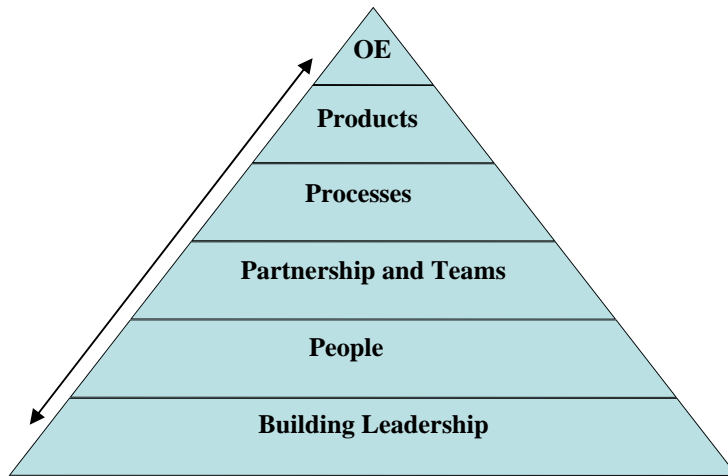 OE
Products
Processes
Partnership and Teams
People
Building Leadership